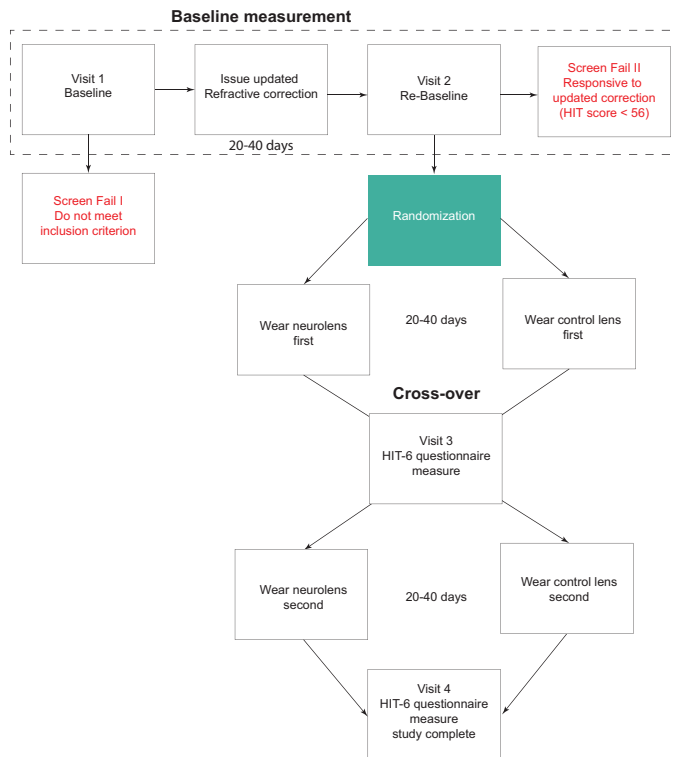 Baseline measurement
Visit 1
Baseline
Issue updated
Refractive correction
Visit 2
Re-Baseline
Screen Fail II
Responsive to
updated correction
(HIT score < 56)
20-40 days
Screen Fail I
Do not meet
inclusion criterion
Randomization
Wear neurolens
first
20-40 days
Wear control lens
first
Cross-over
Visit 3
HIT-6 questionnaire
measure
Wear neurolens
second
20-40 days
Wear control lens
second
Visit 4
HIT-6 questionnaire
measure
study complete